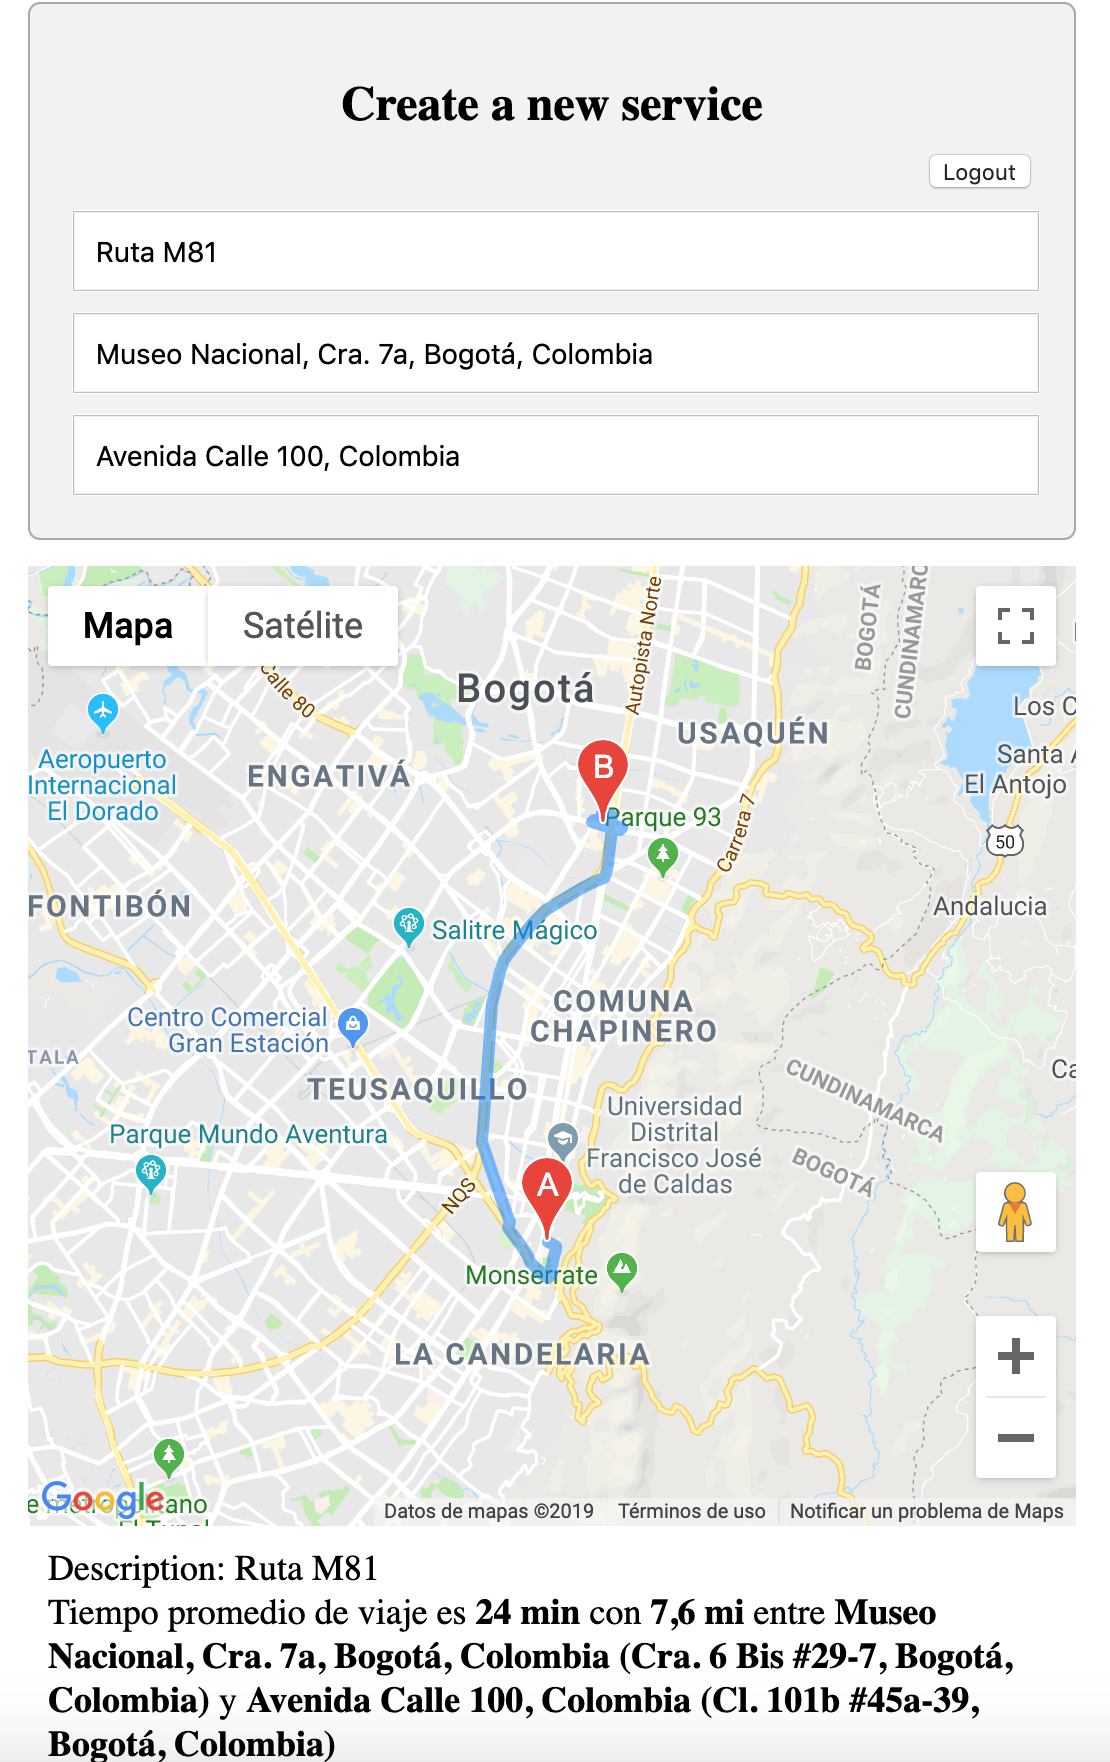 Create a new service
Logout
Ruta M81
Museo Nacional, Cra. 7a, Bogotá, Colombia
Avenida Calle 100, Colombia
Mapa
Satélite
Autopista Norte
BOGOTÁ
Calle 80
Bogotá
Los C
USAQUÉN
Aeropuerto
Internacional
El Dorado
ENGATIVÁ
Santa A
El Antojo
B
Parque 93
Carrera 7
50
FONTIBÓN
Andalucia
Salitre Mágico
COMUNA
CHAPINERO
Centro Comercial
Gran Estación
TALA
Ca
TEUSAQUILLO
CUNDINAMARCA
Universidad
Distrital
Francisco José
de Caldas
Parque Mundo Aventura
BOGOTÁ
A
NQS
Monserrate
LA CANDELARIA
Google
Datos de mapas ©2019
Términos de uso
Notificar un problema de Maps
Description: Ruta M81
Tiempo promedio de viaje es 24 min con 7,6 mi entre Museo
Nacional, Cra. 7a, Bogotá, Colombia (Cra. 6 Bis #29-7, Bogotá,
Colombia) y Avenida Calle 100, Colombia (Cl. 101b #45a-39,
Bogotá, Colombia)